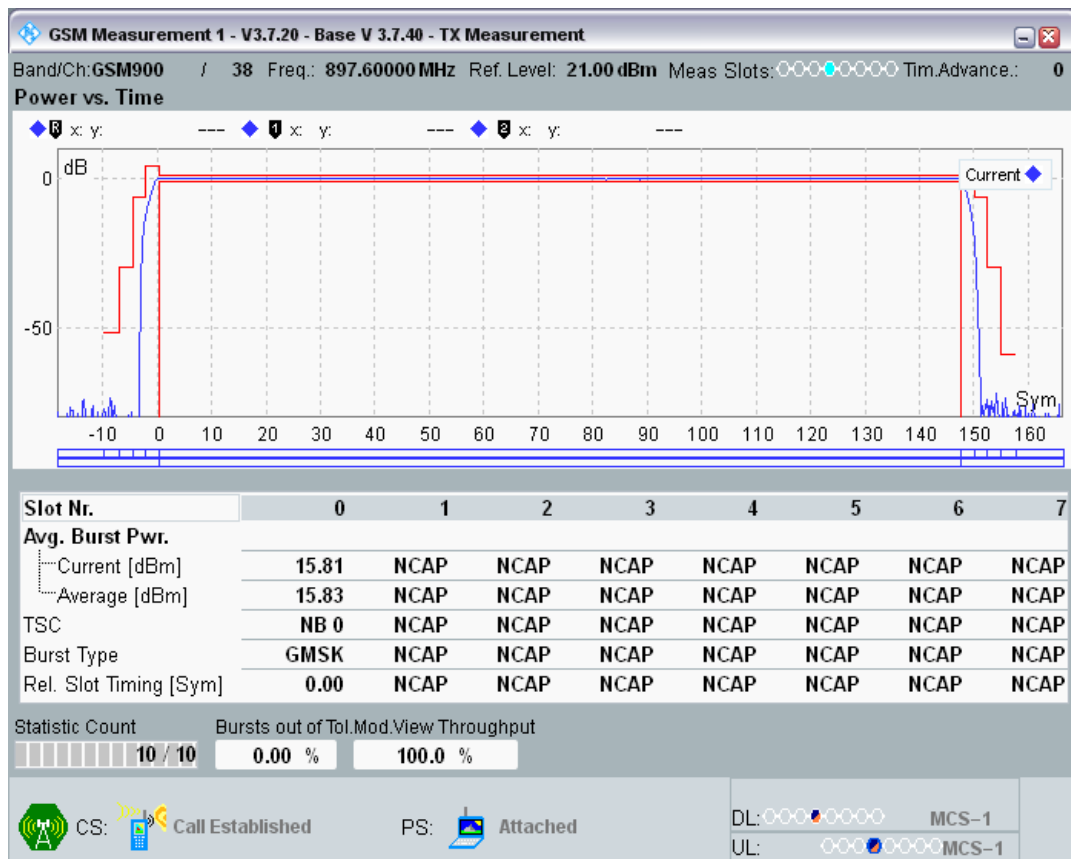 GSM Measurement 1 - V3.7.20 - Base V 3.7.40 - TX Measurement
Band/Ch:GSM900 / 38 Freq.: 897.60000 MHz Ref. Level: 21.00 dBm Meas Slots: Tim.Advance.: 0
Power vs. Time
R x: y: --- 1 x: y: --- 2 x: y: ---
dB
Current
0
-50
Sym
-10 0 10 20 30 40 50 60 70 80 90 100 110 120 130 140 150 160
Slot Nr. 0 1 2 3 4 5 6 7
Avg. Burst Pwr.
Current [dBm] 15.81 NCAP NCAP NCAP NCAP NCAP NCAP NCAP
Average [dBm] 15.83 NCAP NCAP NCAP NCAP NCAP NCAP NCAP
TSC NB 0 NCAP NCAP NCAP NCAP NCAP NCAP NCAP
Burst Type GMSK NCAP NCAP NCAP NCAP NCAP NCAP NCAP
Rel. Slot Timing [Sym] 0.00 NCAP NCAP NCAP NCAP NCAP NCAP NCAP
Statistic Count Bursts out of Tol.Mod.View Throughput
10 / 10 0.00 % 100.0 %
CS: Call Established PS: Attached
DL: MCS-1
UL: MCS-1